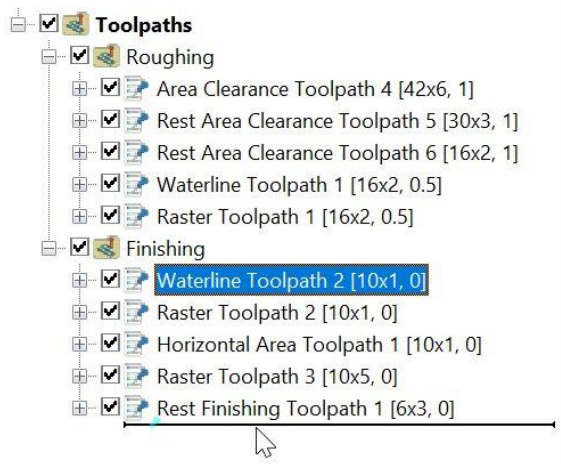 Toolpaths
Roughing
Area Clearance Toolpath 4 [42x6, 1]
Rest Area Clearance Toolpath 5 [30x3, 1]
Rest Area Clearance Toolpath 6 [16x2, 1]
Waterline Toolpath 1 [16x2, 0.5]
Raster Toolpath 1 [16x2, 0.5]
Finishing
Waterline Toolpath 2 [10x1, 0]
Raster Toolpath 2 [10x1, 0]
Horizontal Area Toolpath 1 [10x1, 0]
Raster Toolpath 3 [10x5, 0]
Rest Finishing Toolpath 1 [6x3, 0]